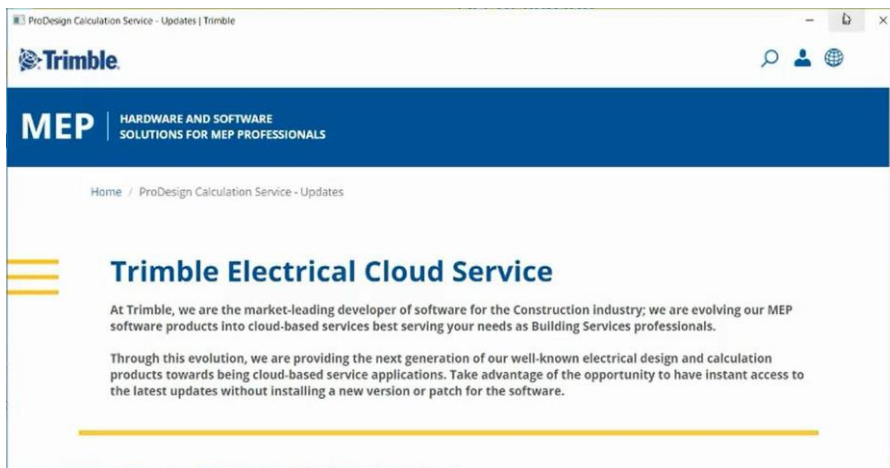 ProDesign Calculation Service - Updates | Trimble
Trimble
MEP
HARDWARE AND SOFTWARE
SOLUTIONS FOR MEP PROFESSIONALS
Home / ProDesign Calculation Service - Updates
Trimble Electrical Cloud Service
At Trimble, we are the market-leading developer of software for the Construction industry; we are evolving our MEP
software products into cloud-based services best serving your needs as Building Services professionals.
Through this evolution, we are providing the next generation of our well-known electrical design and calculation
products towards being cloud-based service applications. Take advantage of the opportunity to have instant access to
the latest updates without installing a new version or patch for the software.